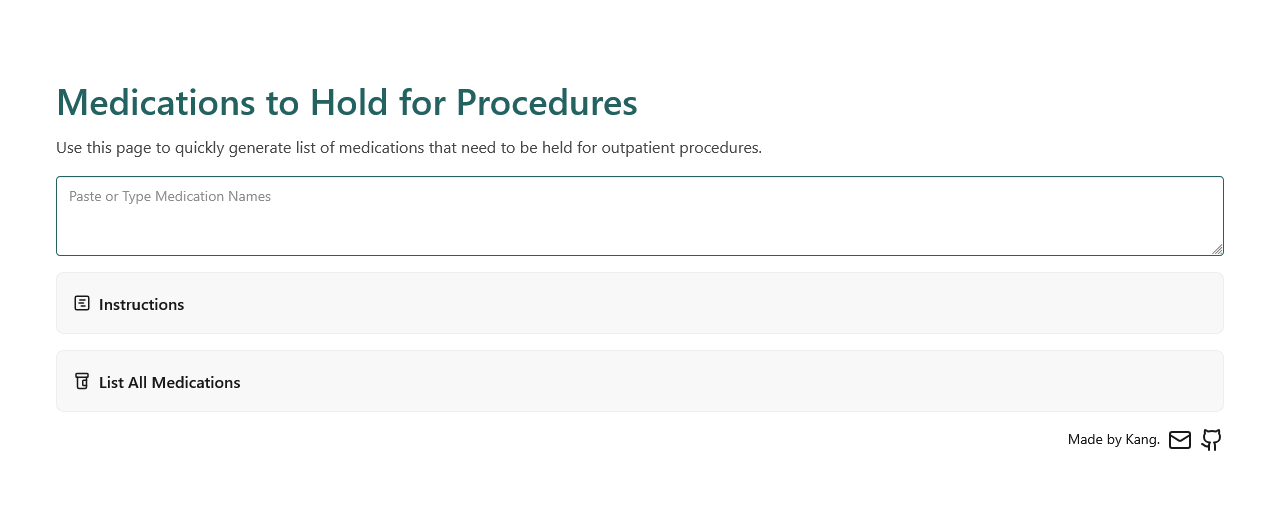 Medications to Hold for Procedures
Use this page to quickly generate list of medications that need to be held for outpatient procedures.
Paste or Type Medication Names
Instructions
List All Medications
Made by Kang.